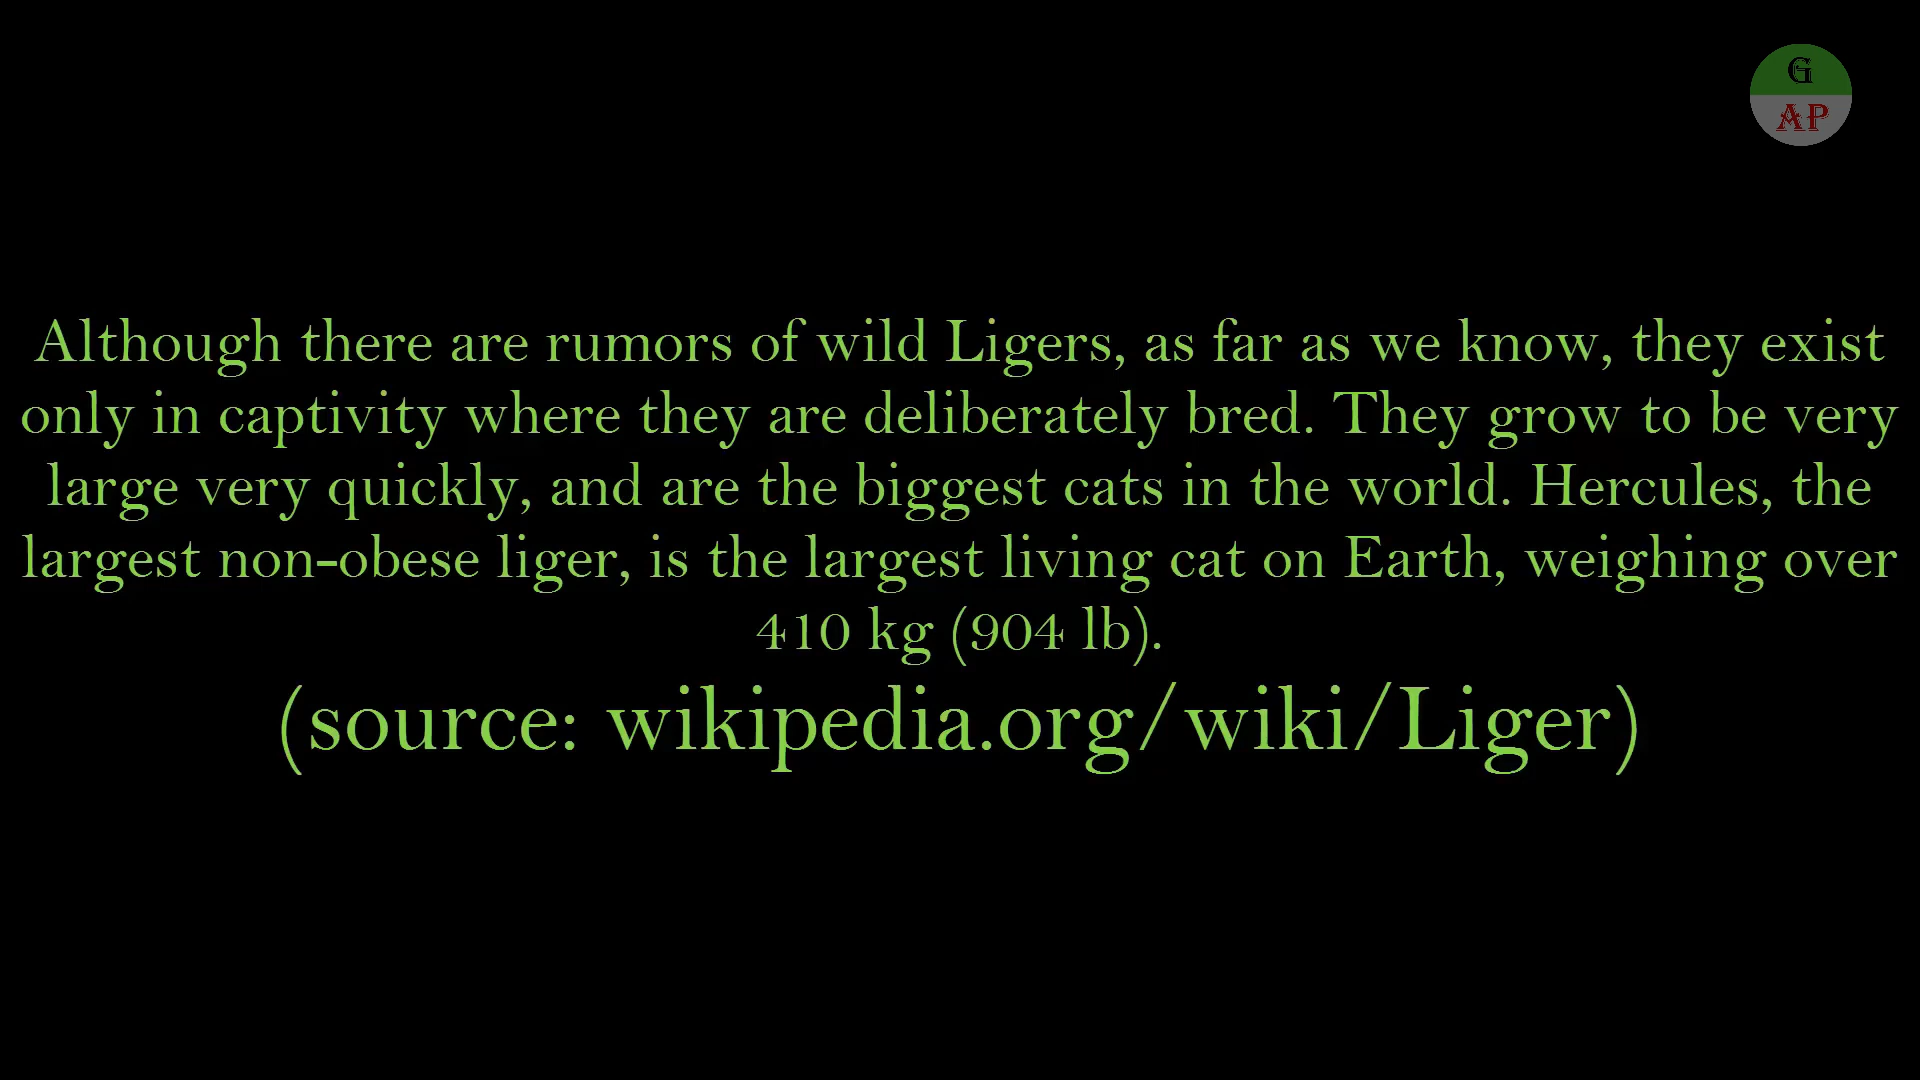 G
AP
Although there are rumors of wild Ligers, as far as we know, they exist
only in captivity where they are deliberately bred. They grow to be very
large very quickly, and are the biggest cats in the world. Hercules, the
largest non-obese liger, is the largest living cat on Earth, weighing over
410 kg (904 lb).
(source: wikipedia.org/wiki/Liger)